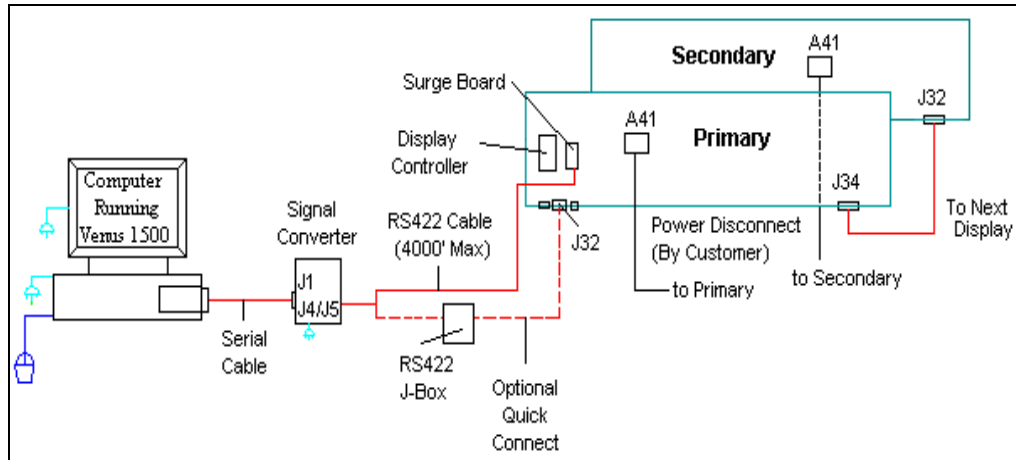 A41
Secondary
Surge Board
J32
A41
Display
Controller
Primary
Computer
Running
Venus 1500
J34
Signal
Converter
RS422 Cable
(4000' Max)
J32
Power Disconnect
(By Customer)
To Next
Display
J1
J4/J5
to Primary
to Secondary
Serial
Cable
RS422
J-Box
Optional
Quick
Connect